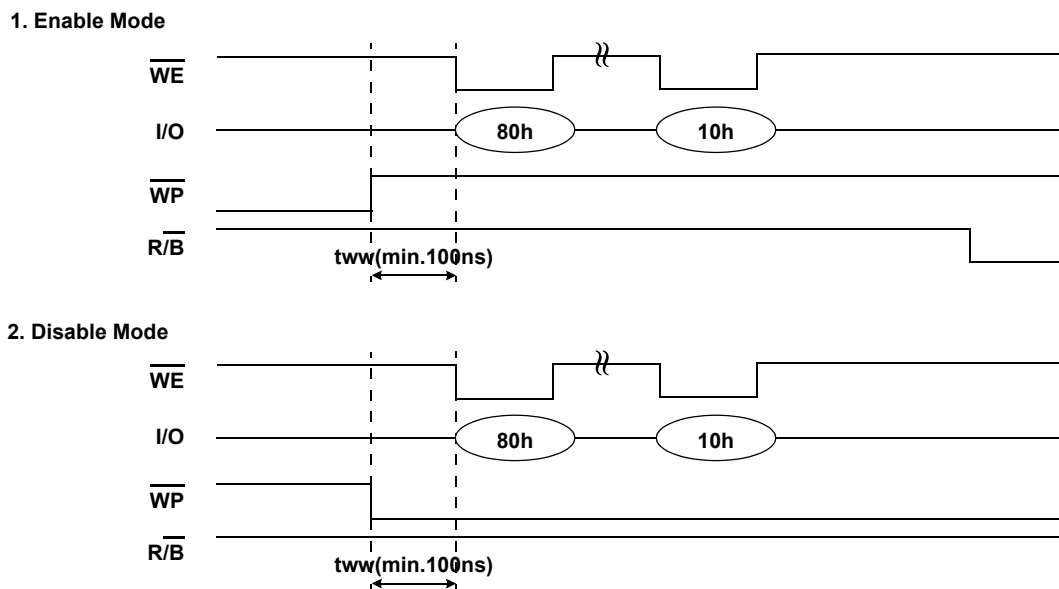 1. Enable Mode
WE
I/O
80h
10h
WP
R/B
tww(min.100ns)
2. Disable Mode
WE
I/O
80h
10h
WP
R/B
tww(min.100ns)